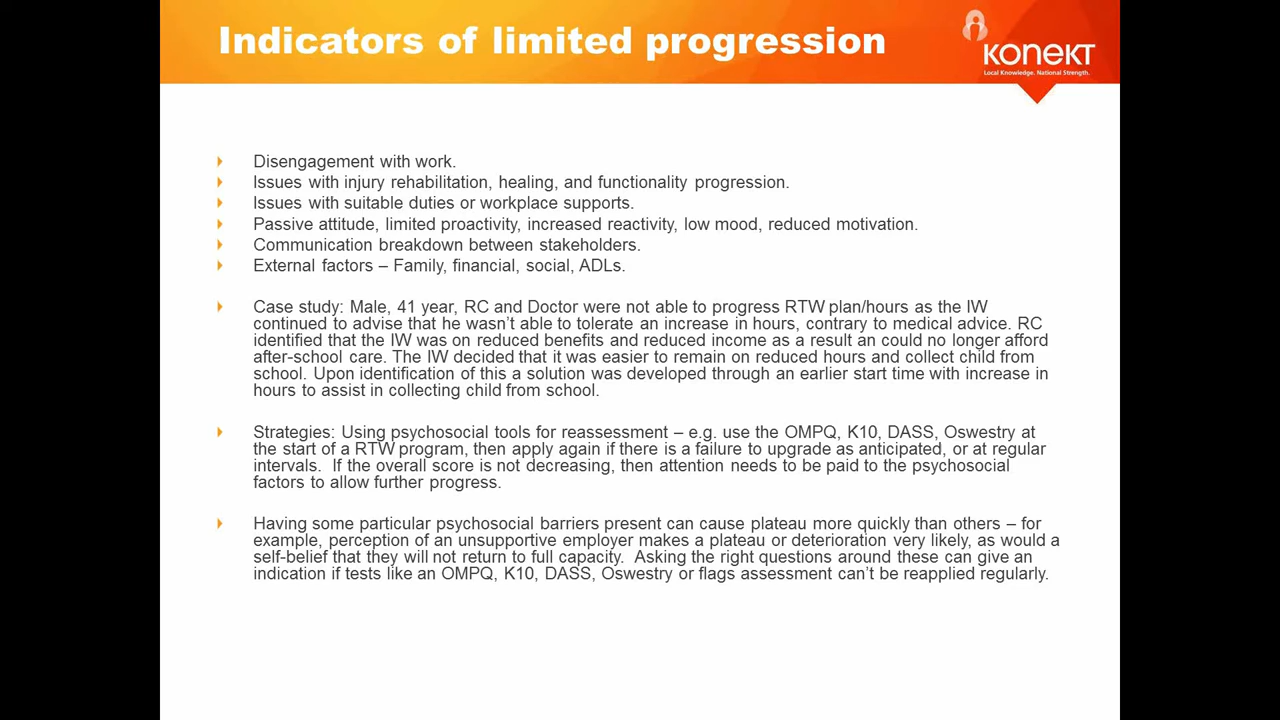 Indicators of limited progression
KONEKT
Local Knowledge. National Strength.
Disengagement with work.
Issues with injury rehabilitation, healing, and functionality progression.
Issues with suitable duties or workplace supports.
Passive attitude, limited proactivity, increased reactivity, low mood, reduced motivation.
Communication breakdown between stakeholders.
External factors – Family, financial, social, ADLs.
Case study: Male, 41 year, RC and Doctor were not able to progress RTW plan/hours as the IW
continued to advise that he wasn't able to tolerate an increase in hours, contrary to medical advice. RC
identified that the IW was on reduced benefits and reduced income as a result an could no longer afford
after-school care. The IW decided that it was easier to remain on reduced hours and collect child from
school. Upon identification of this a solution was developed through an earlier start time with increase in
hours to assist in collecting child from school.
Strategies: Using psychosocial tools for reassessment – e.g. use the OMPQ, K10, DASS, Oswestry at
the start of a RTW program, then apply again if there is a failure to upgrade as anticipated, or at regular
intervals.  If the overall score is not decreasing, then attention needs to be paid to the psychosocial
factors to allow further progress.
Having some particular psychosocial barriers present can cause plateau more quickly than others – for
example, perception of an unsupportive employer makes a plateau or deterioration very likely, as would a
self-belief that they will not return to full capacity.  Asking the right questions around these can give an
indication if tests like an OMPQ, K10, DASS, Oswestry or flags assessment can't be reapplied regularly.